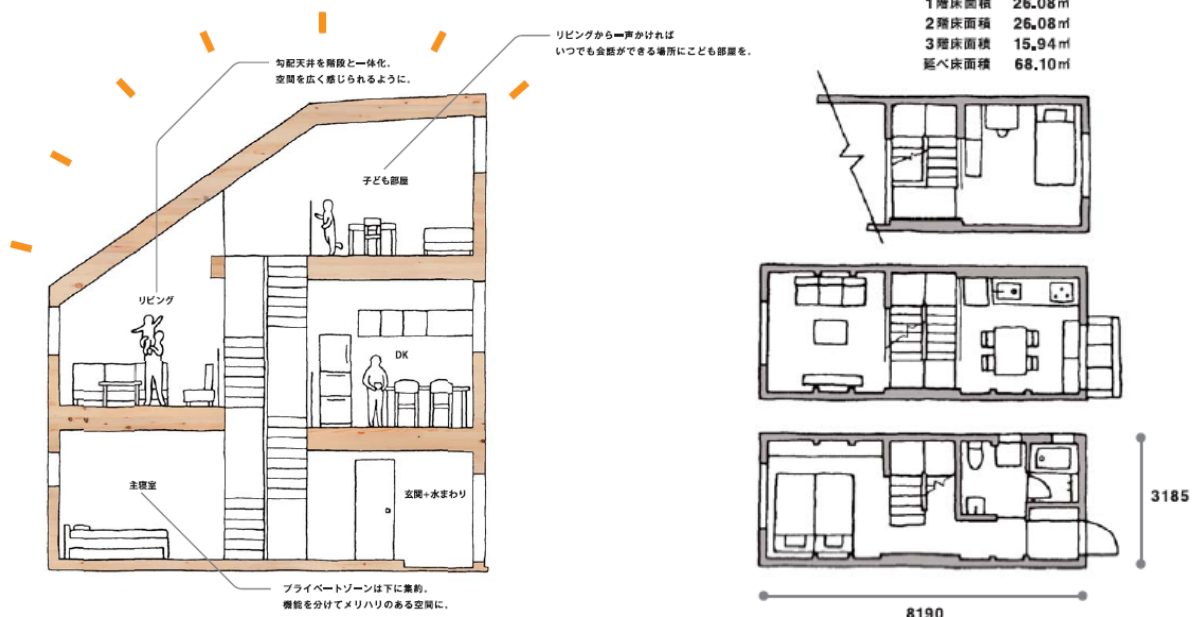 勾配天井を階段と一体化。
空間を広く感じられるように。
リビングから一声かければ
いつでも会話ができる場所にこども部屋を。
子ども部屋
リビング
DK
主寝室
玄関+水まわり
プライベートゾーンは下に集約。
機能を分けてメリハリのある空間に。
1階床面積 26.08㎡
2階床面積 26.08㎡
3階床面積 15.94㎡
延べ床面積 68.10㎡
3185
8190